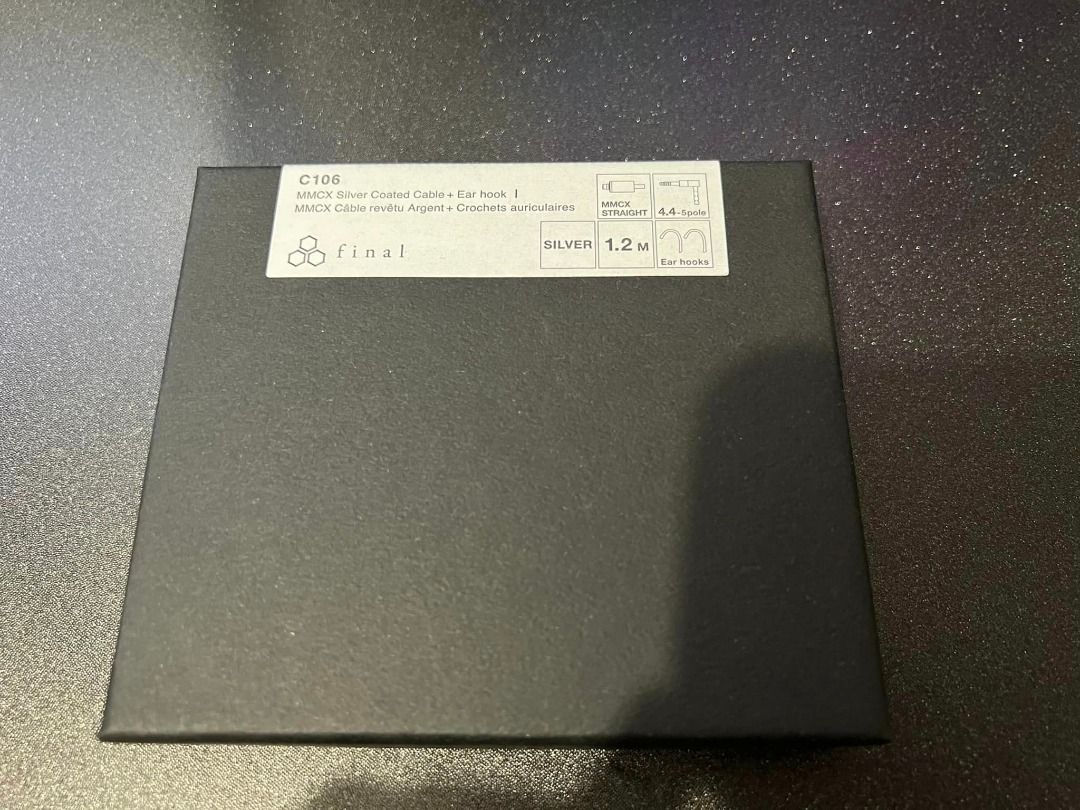 C106
MMCX Silver Coated Cable + Ear hook |
MMCX Câble revêtu Argent + Crochets auriculaires
final
MMCX
STRAIGHT
4.4-5pole
SILVER
1.2 M
Ear hooks